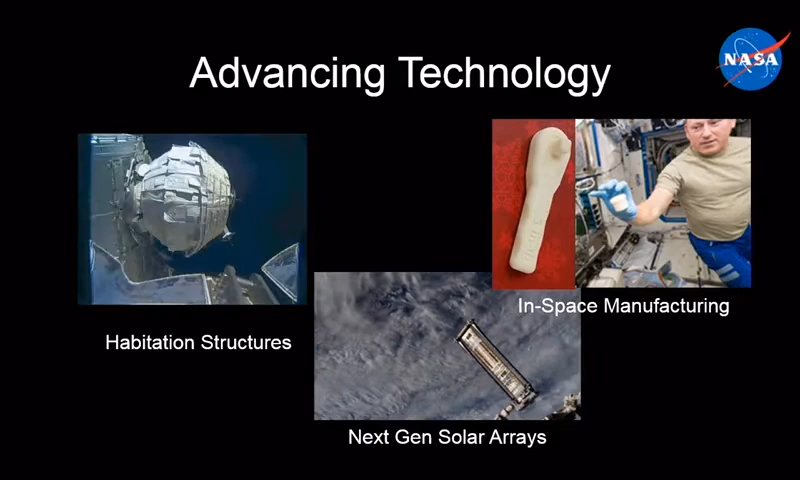 NASA
Advancing Technology
Habitation Structures
In-Space Manufacturing
Next Gen Solar Arrays